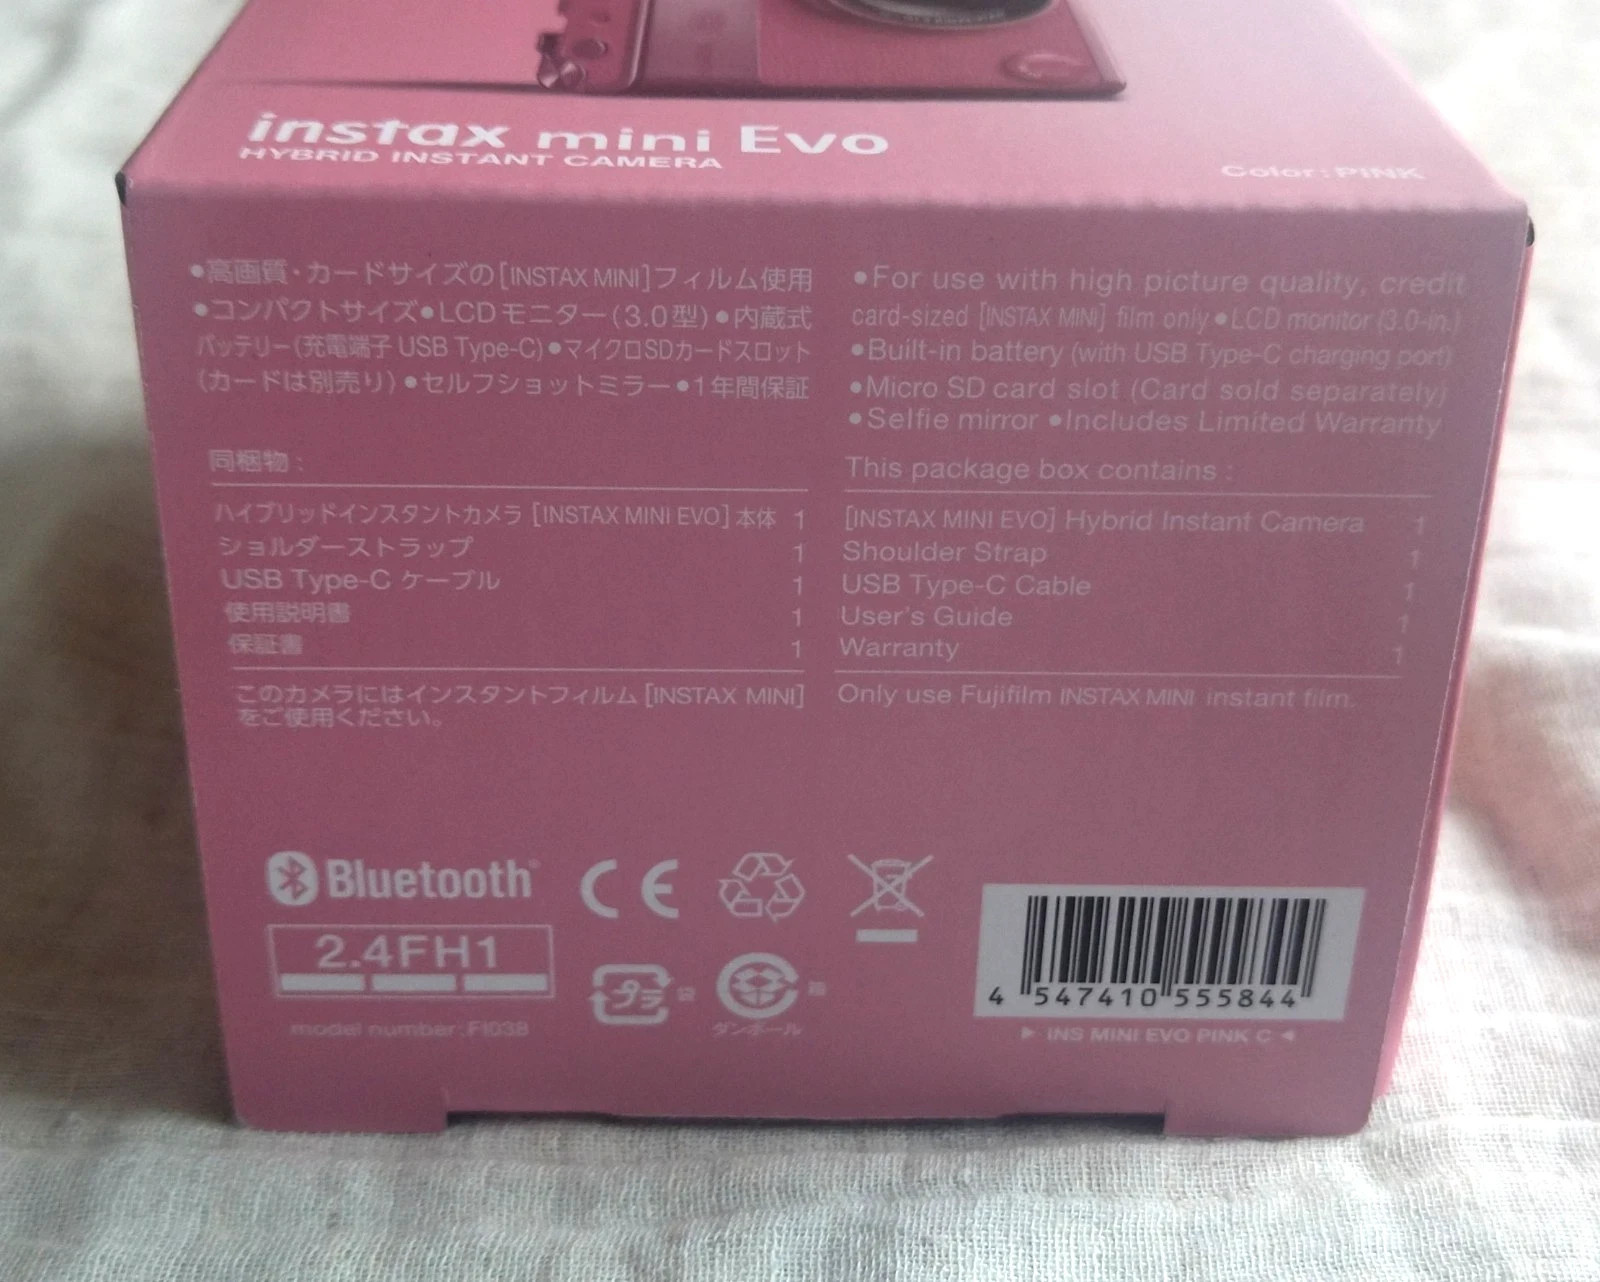 instax mini Evo
HYBRID INSTANT CAMERA
Color : PINK
●高画質・カードサイズの[INSTAX MINI]フィルム使用
●コンパクトサイズ●LCDモニター(3.0型)●内蔵式
バッテリー(充電端子 USB Type-C)●マイクロSDカードスロット
(カードは別売り)●セルフショットミラー●1年間保証
同梱物 :
ハイブリッドインスタントカメラ [INSTAX MINI EVO] 本体 1
ショルダーストラップ 1
USB Type-C ケーブル 1
使用説明書 1
保証書 1
このカメラにはインスタントフィルム [INSTAX MINI]
をご使用ください。
●For use with high picture quality, credit
card-sized [INSTAX MINI] film only●LCD monitor (3.0-in.)
●Built-in battery (with USB Type-C charging port)
●Micro SD card slot (Card sold separately)
●Selfie mirror ●Includes Limited Warranty
This package box contains :
[INSTAX MINI EVO] Hybrid Instant Camera 1
Shoulder Strap 1
USB Type-C Cable 1
User's Guide 1
Warranty 1
Only use Fujifilm INSTAX MINI instant film.
Bluetooth®
CE
2.4FH1
model number : FI038
プラ
袋
箱
ダンボール
4 547410 555844
▶ INS MINI EVO PINK C ◀